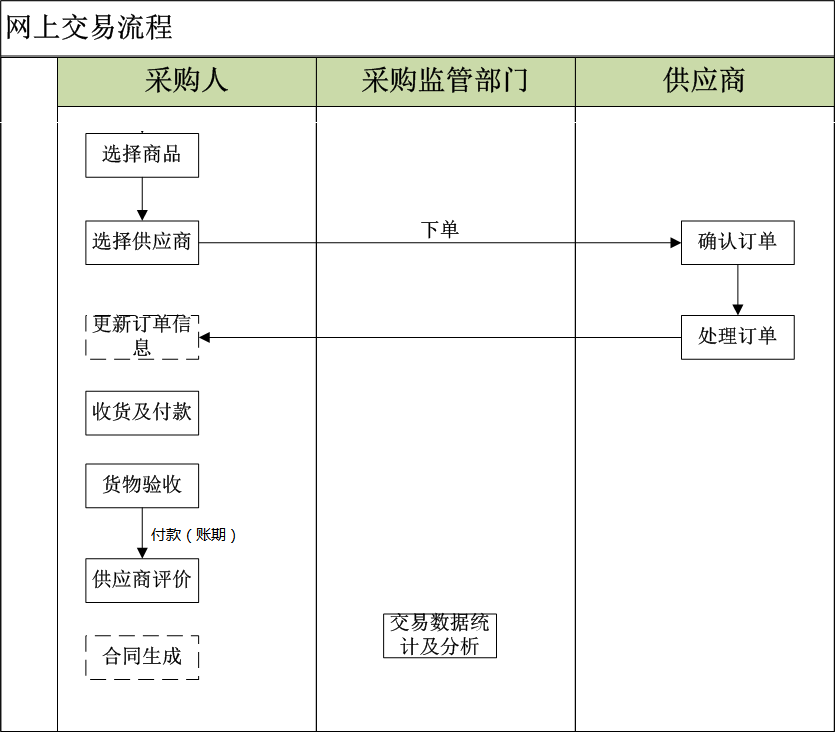 网上交易流程
采购人
采购监管部门
供应商
选择商品
选择供应商
下单
确认订单
更新订单信
息
处理订单
收货及付款
货物验收
付款（账期）
供应商评价
交易数据统
计及分析
合同生成